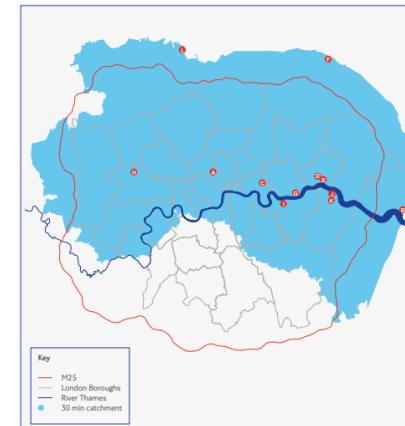 L
F
H
A
C
D
E
G
I
J
K
B
Key
M25
London Boroughs
River Thames
30 min catchment